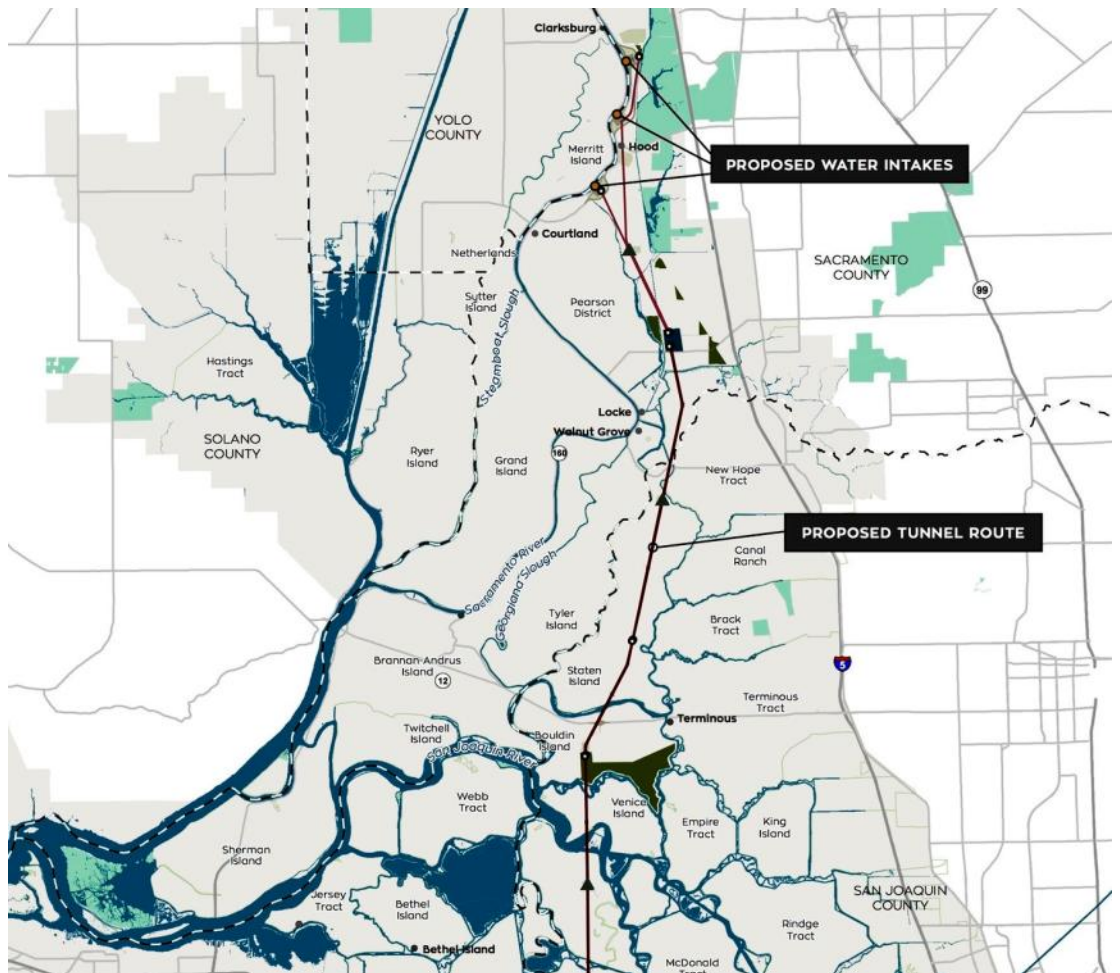 Clarksburg
YOLO
COUNTY
Merritt
Island
Hood
PROPOSED WATER INTAKES
Courtland
Netherlands
SACRAMENTO
COUNTY
99
Sutter
Island
Steamboat Slough
Pearson
District
Hastings
Tract
Locke
Walnut Grove
SOLANO
COUNTY
160
Ryer
Island
Grand
Island
New Hope
Tract
PROPOSED TUNNEL ROUTE
Canal
Ranch
Sacramento River
Georgiana Slough
Tyler
Island
Brack
Tract
Brannan-Andrus
Island
12
Staten
Island
5
Terminous
Tract
Terminous
Twitchell
Island
San Joaquin River
Bouldin
Island
Webb
Tract
Venice
Island
Empire
Tract
King
Island
Sherman
Island
SAN JOAQUIN
COUNTY
Jersey
Tract
Bethel
Island
Rindge
Tract
Bethel Island
McDonald